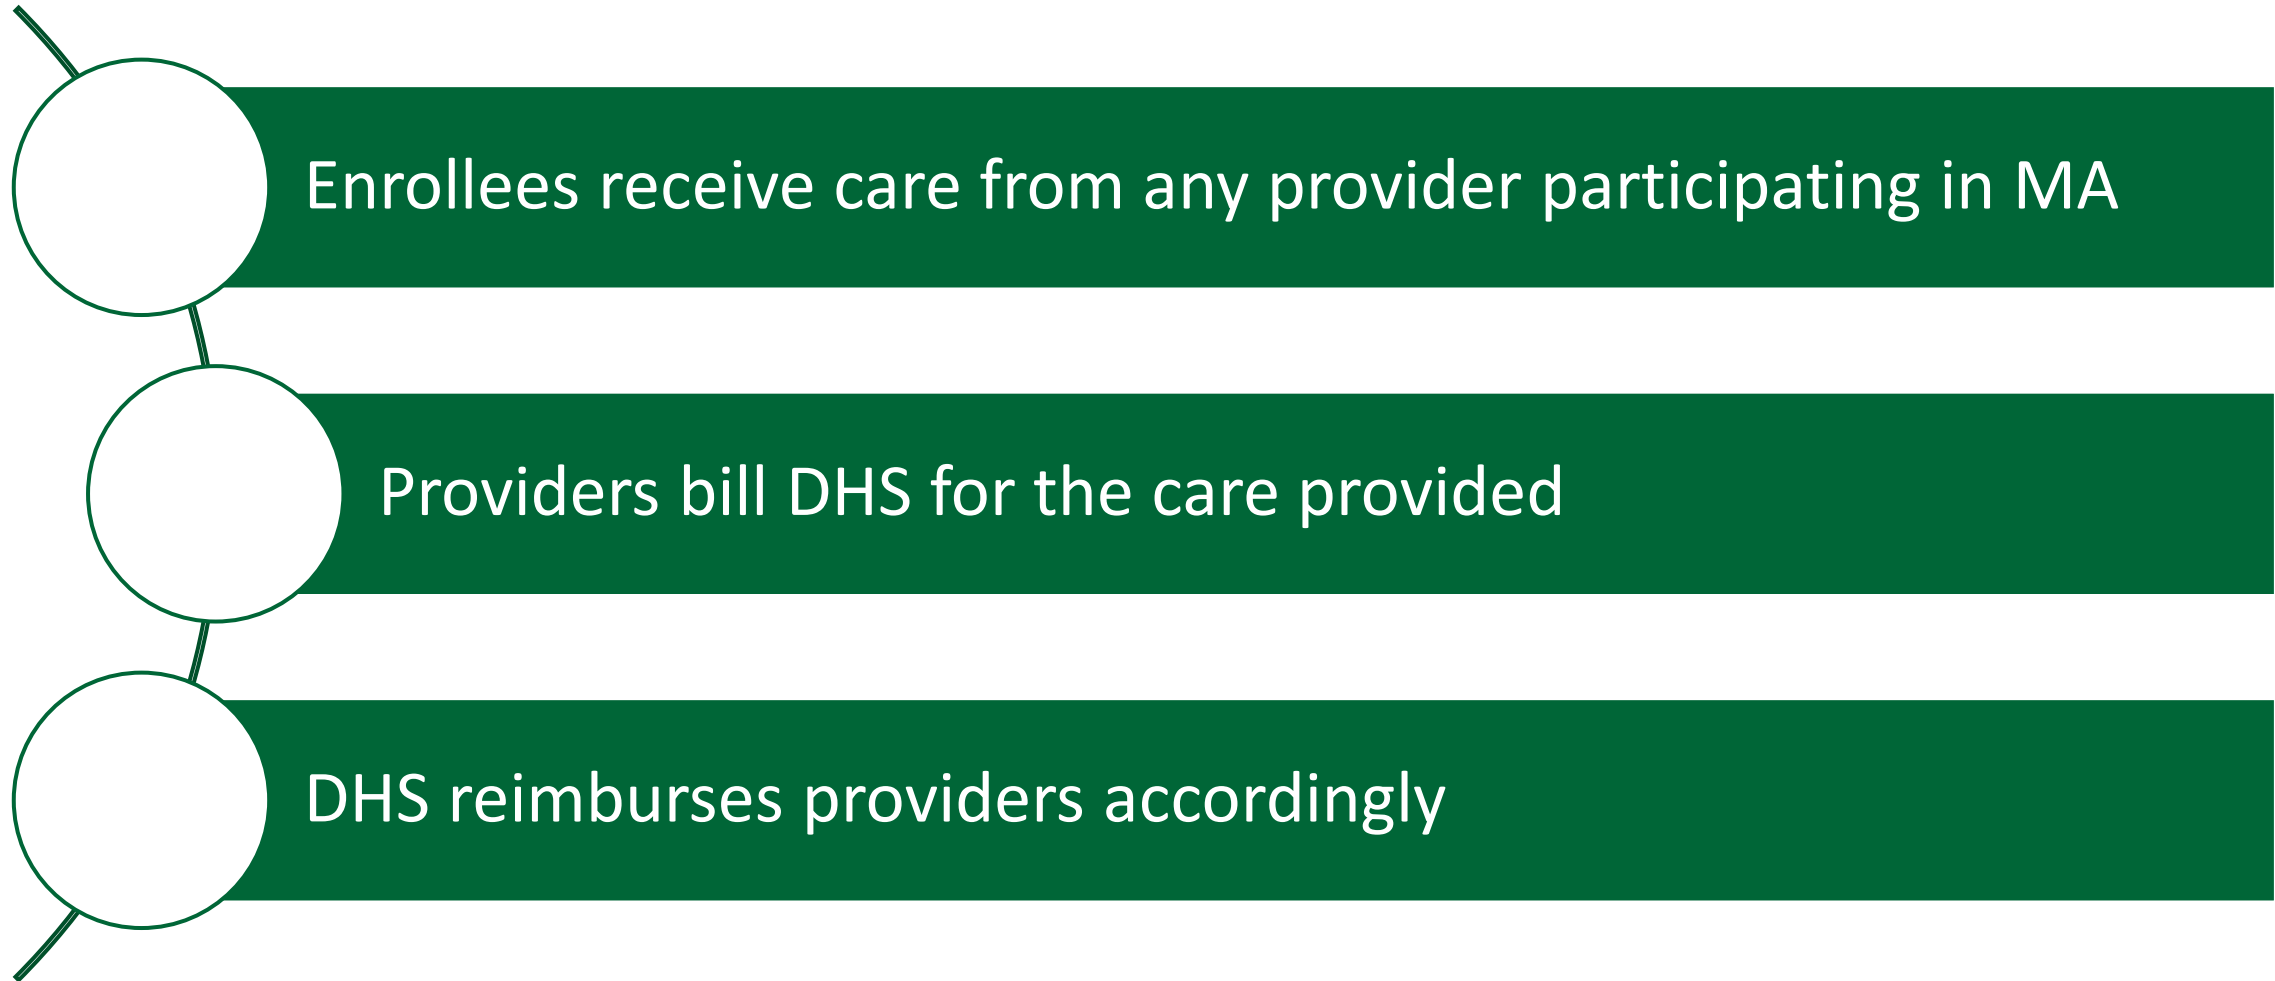 Enrollees receive care from any provider participating in MA
Providers bill DHS for the care provided
DHS reimburses providers accordingly